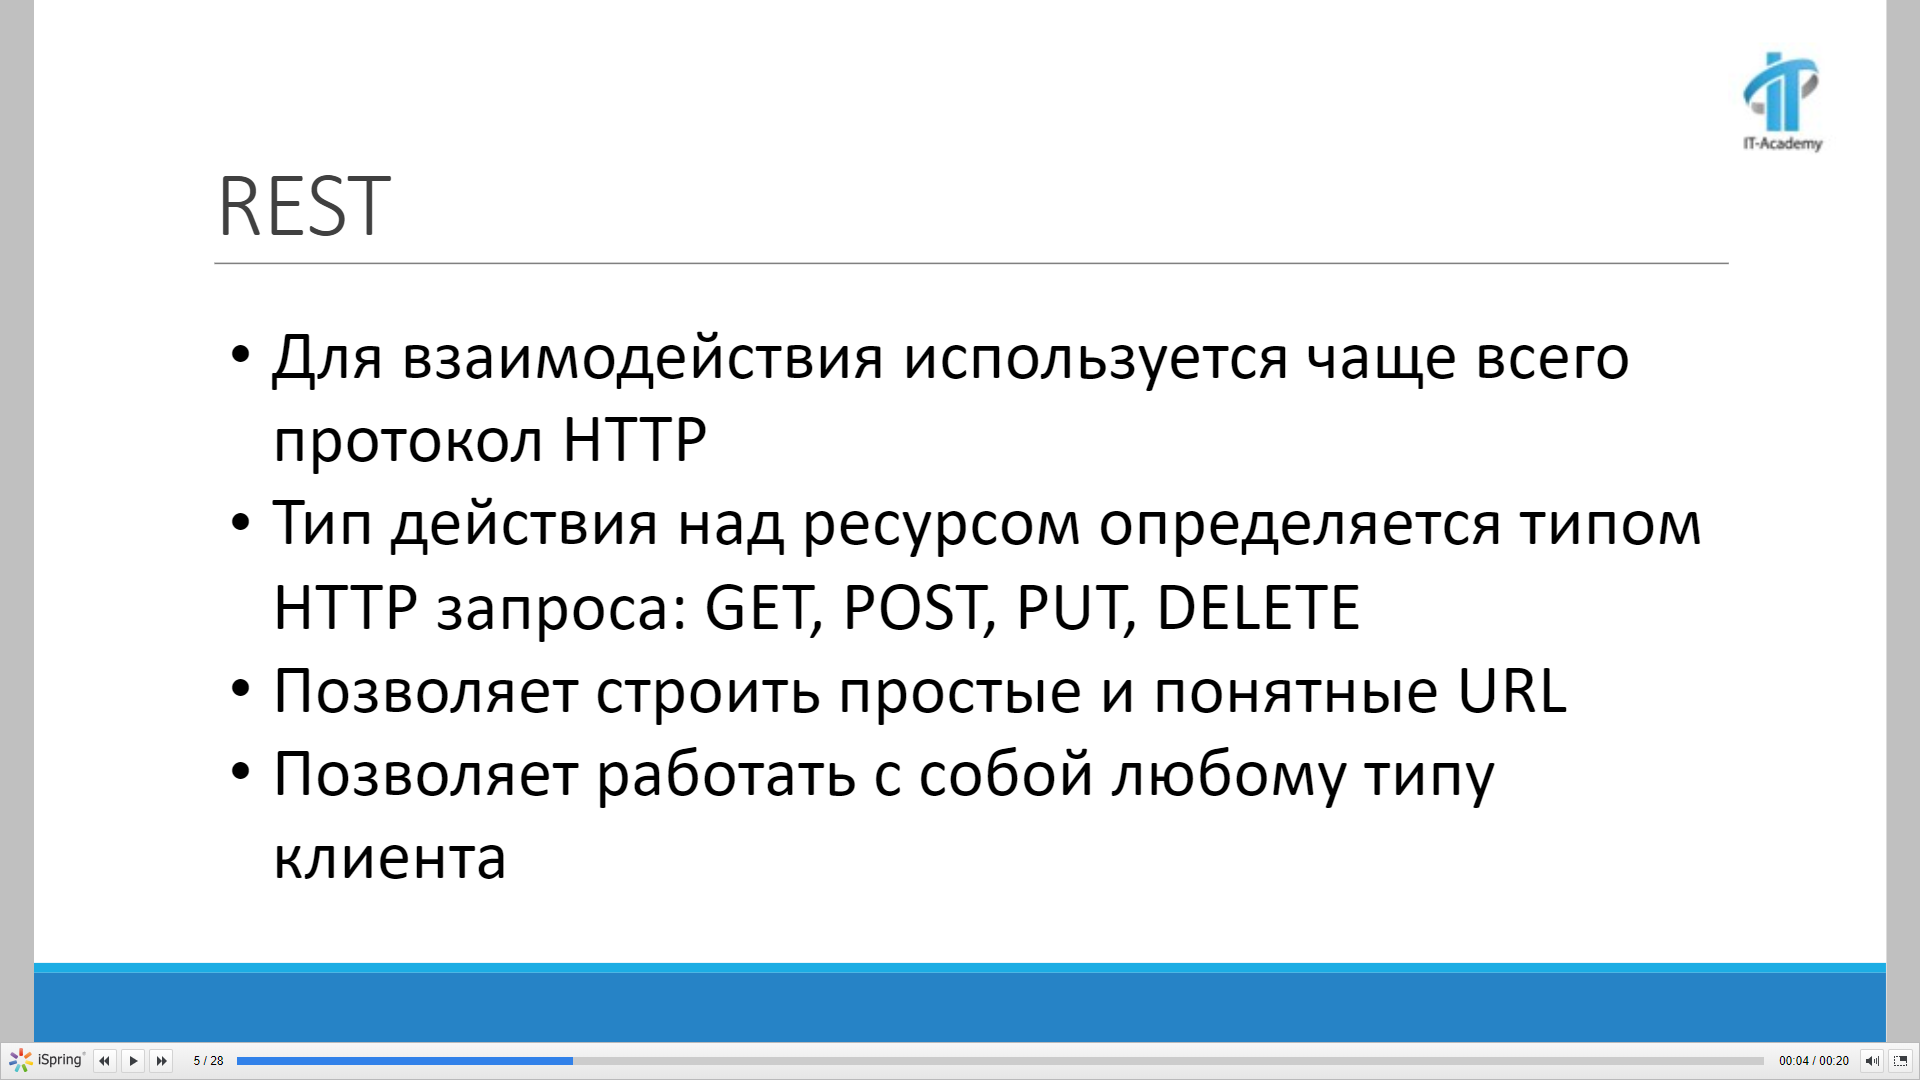 IT-Academy
REST
• Для взаимодействия используется чаще всего
протокол HTTP
• Тип действия над ресурсом определяется типом
HTTP запроса: GET, POST, PUT, DELETE
• Позволяет строить простые и понятные URL
• Позволяет работать с собой любому типу
клиента
iSpring 5 / 28 00:04 / 00:20